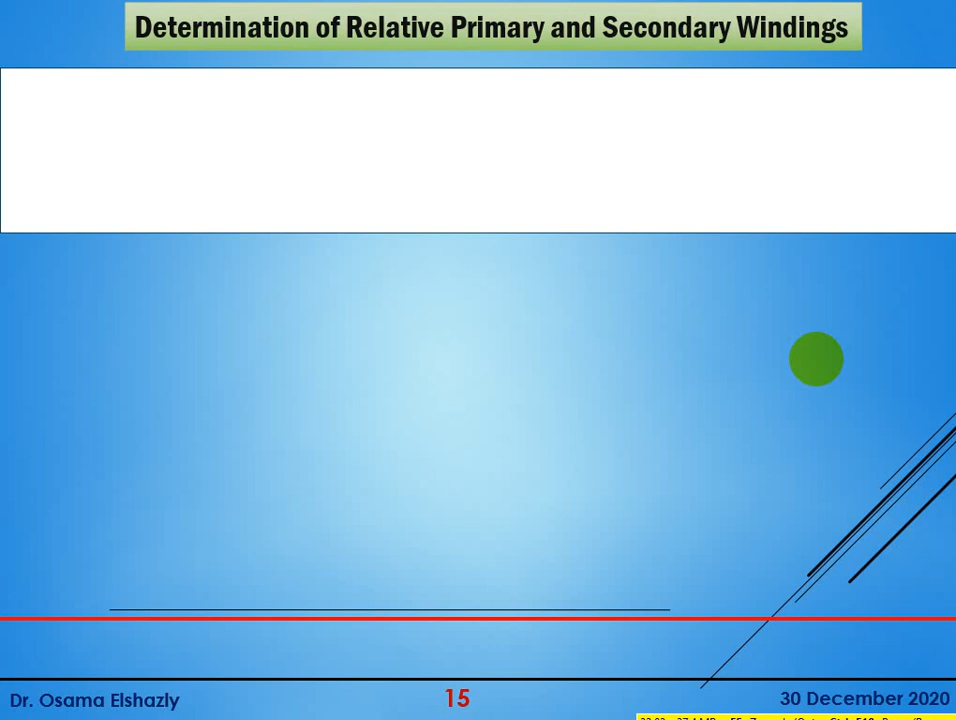 Determination of Relative Primary and Secondary Windings
Dr. Osama Elshazly
15
30 December 2020